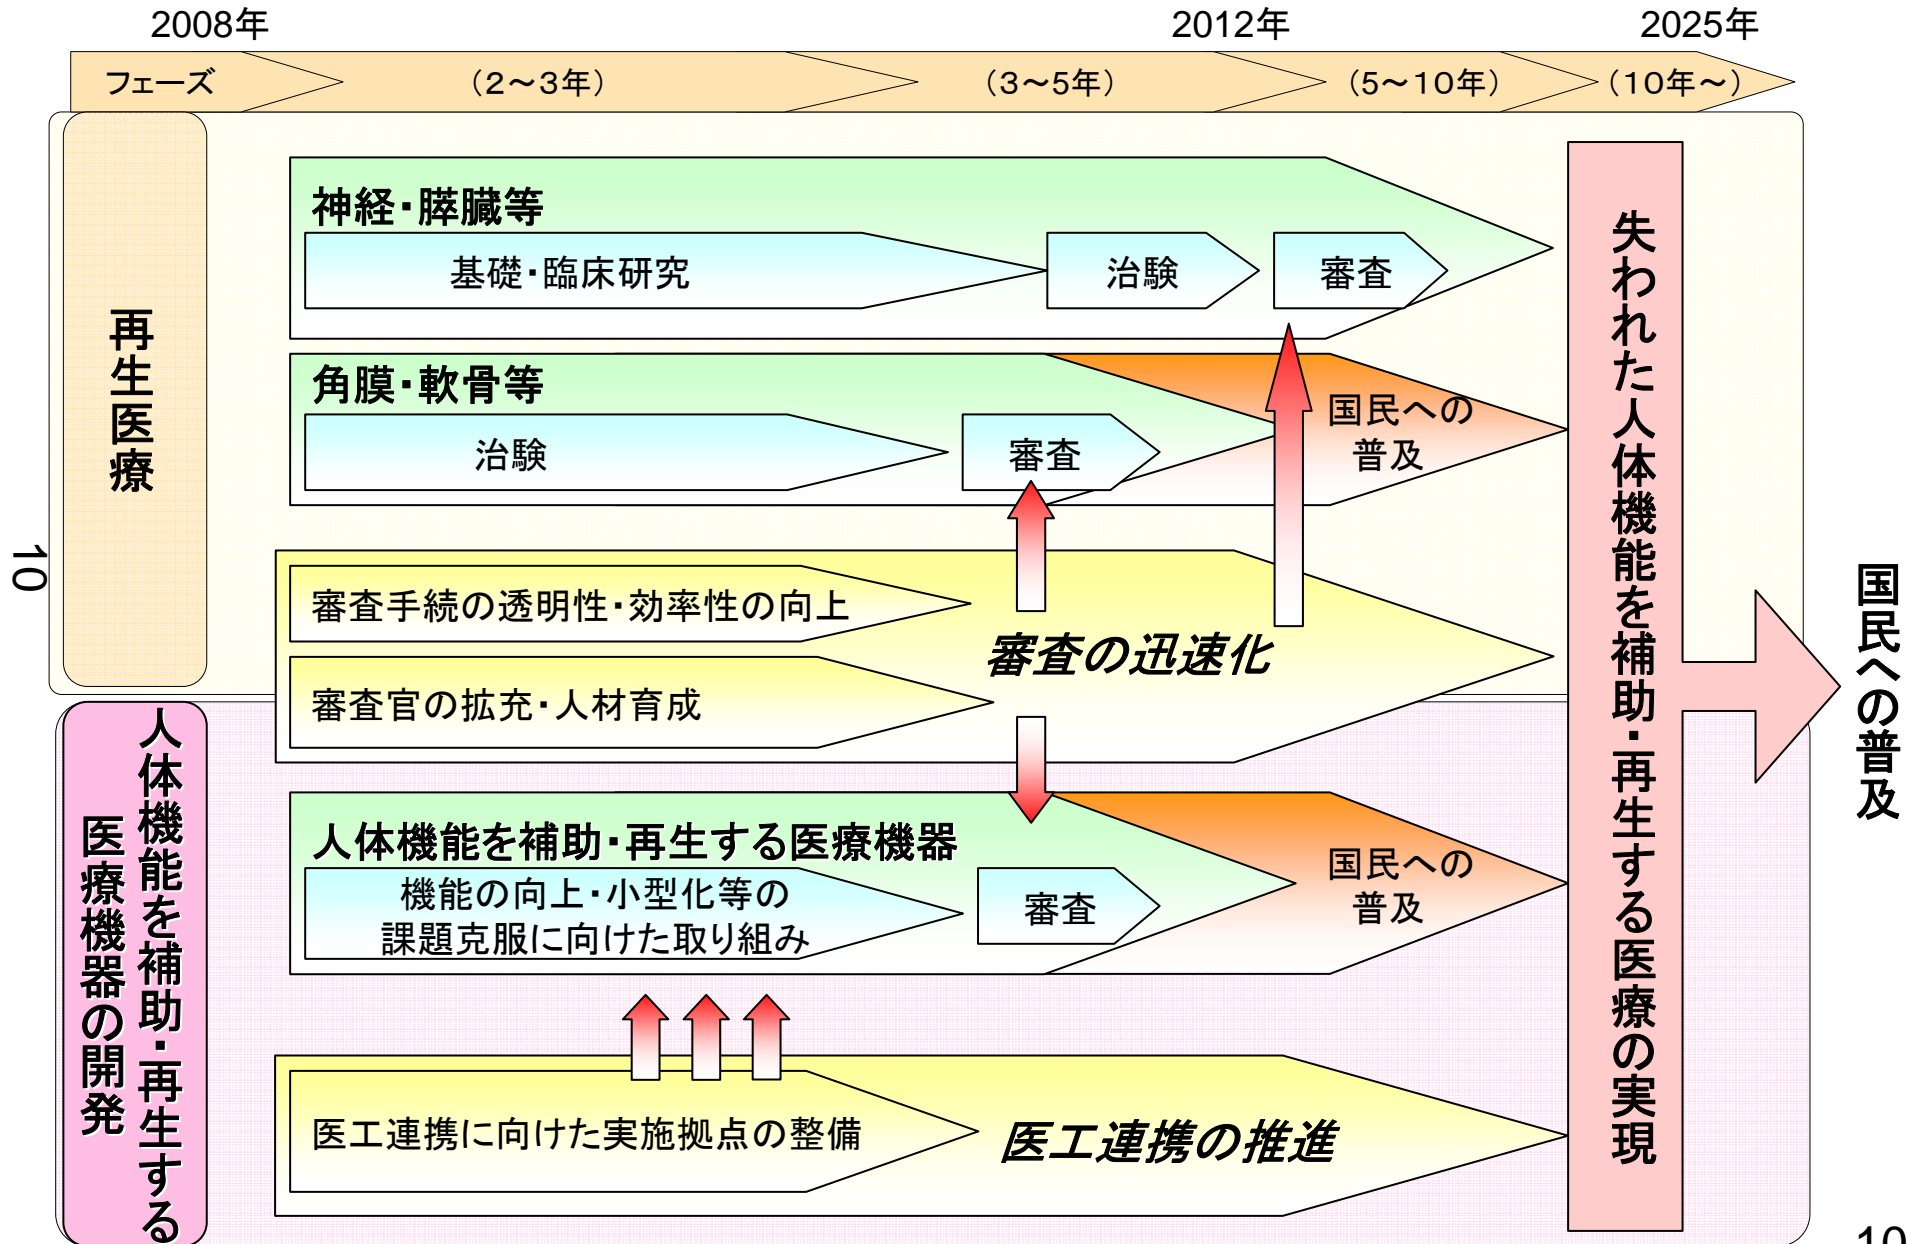 2008年
2012年
2025年
フェーズ
（2～3年）
（3～5年）
（5～10年）
（10年～）
再生医療
神経・膵臓等
基礎・臨床研究
治験
審査
角膜・軟骨等
治験
審査
国民への
普及
審査手続の透明性・効率性の向上
審査官の拡充・人材育成
審査の迅速化
人体機能を補助・再生する
医療機器の開発
人体機能を補助・再生する医療機器
機能の向上・小型化等の
課題克服に向けた取り組み
審査
国民への
普及
医工連携に向けた実施拠点の整備
医工連携の推進
失われた人体機能を補助・再生する医療の実現
国民への普及
10
10